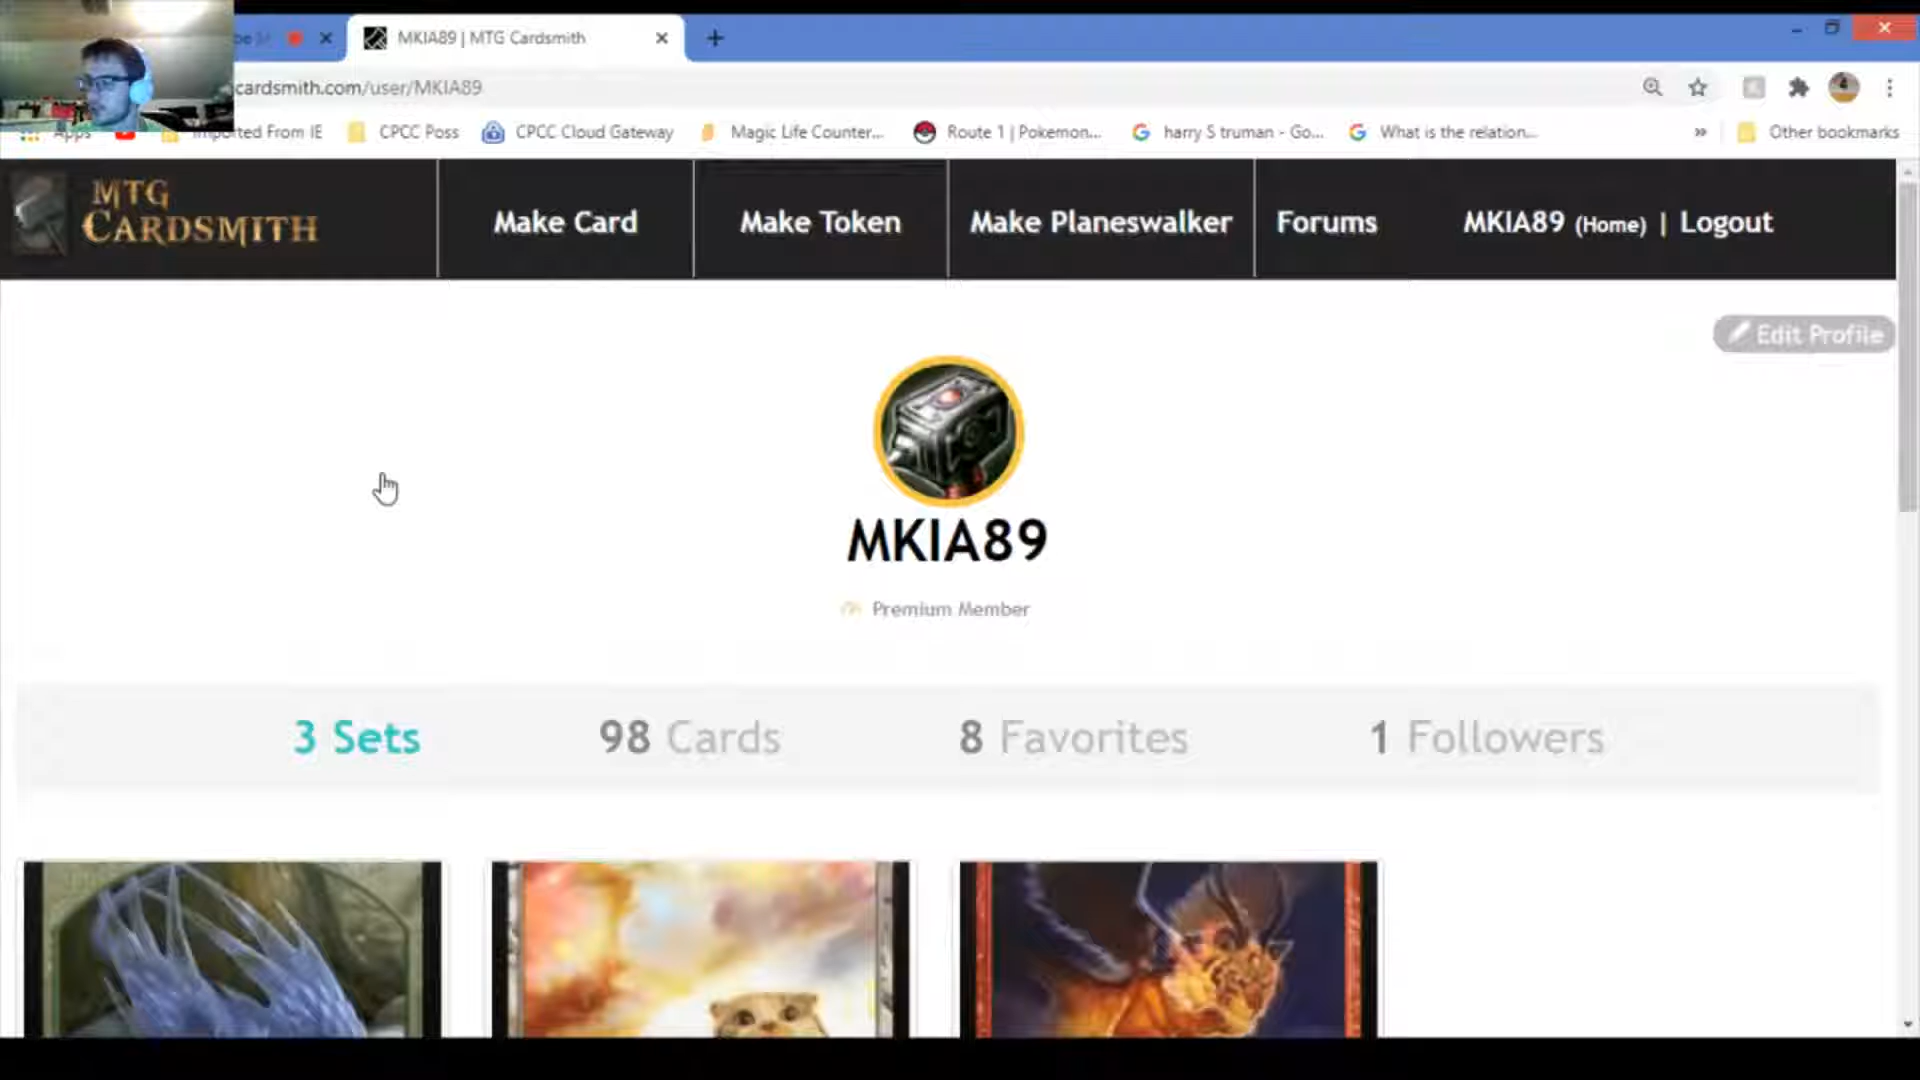 MKIA89 | MTG Cardsmith
cardsmith.com/user/MKIA89
Apps
Imported From IE
CPCC Poss
CPCC Cloud Gateway
Magic Life Counter...
Route 1 | Pokemon...
harry S truman - Go...
What is the relation...
»
Other bookmarks
MTG
CARDSMITH
Make Card
Make Token
Make Planeswalker
Forums
MKIA89 (Home) | Logout
Edit Profile
MKIA89
Premium Member
3 Sets
98 Cards
8 Favorites
1 Followers